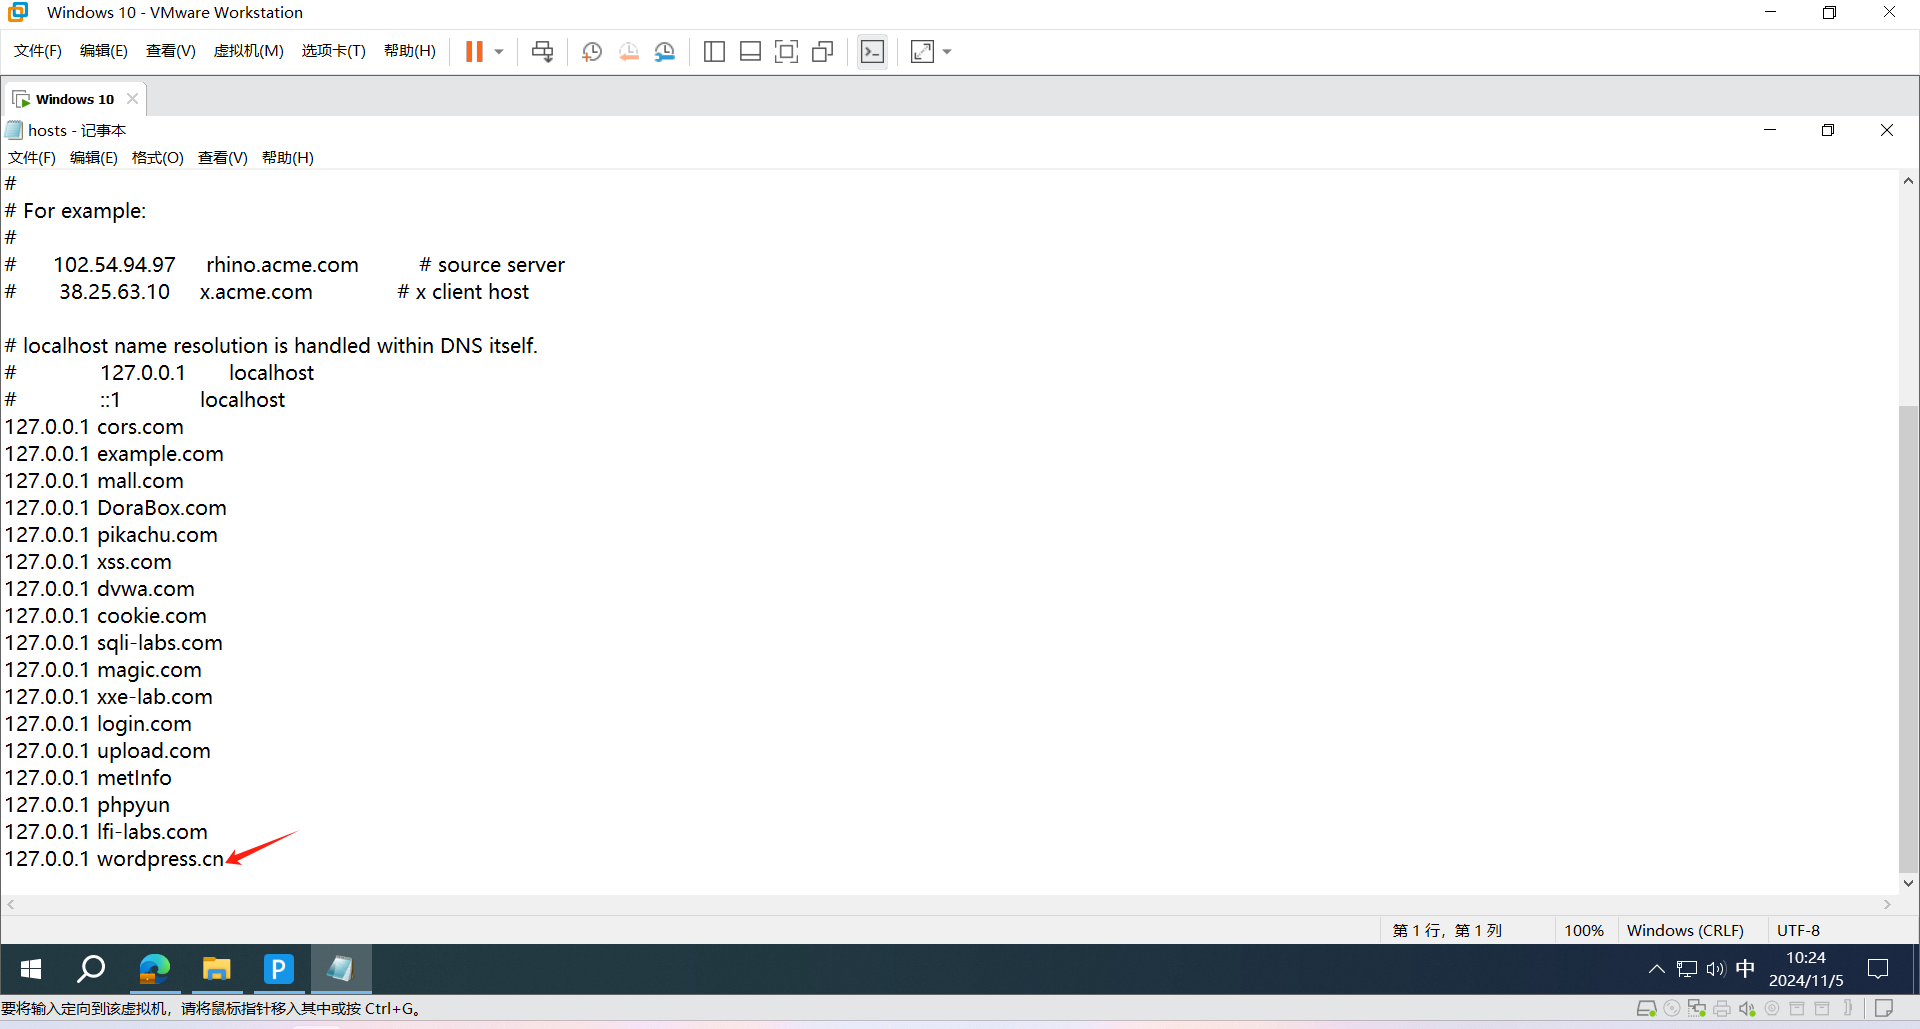 Windows 10 - VMware Workstation
文件(F) 编辑(E) 查看(V) 虚拟机(M) 选项卡(T) 帮助(H)
Windows 10
hosts - 记事本
文件(F) 编辑(E) 格式(O) 查看(V) 帮助(H)
#
# For example:
#
# 102.54.94.97 rhino.acme.com # source server
# 38.25.63.10 x.acme.com # x client host
# localhost name resolution is handled within DNS itself.
# 127.0.0.1 localhost
# ::1 localhost
127.0.0.1 cors.com
127.0.0.1 example.com
127.0.0.1 mall.com
127.0.0.1 DoraBox.com
127.0.0.1 pikachu.com
127.0.0.1 xss.com
127.0.0.1 dvwa.com
127.0.0.1 cookie.com
127.0.0.1 sqli-labs.com
127.0.0.1 magic.com
127.0.0.1 xxe-lab.com
127.0.0.1 login.com
127.0.0.1 upload.com
127.0.0.1 metInfo
127.0.0.1 phpyun
127.0.0.1 lfi-labs.com
127.0.0.1 wordpress.cn
第 1 行，第 1 列 100% Windows (CRLF) UTF-8
P
中
10:24
2024/11/5
要将输入定向到该虚拟机，请将鼠标指针移入其中或按 Ctrl+G。